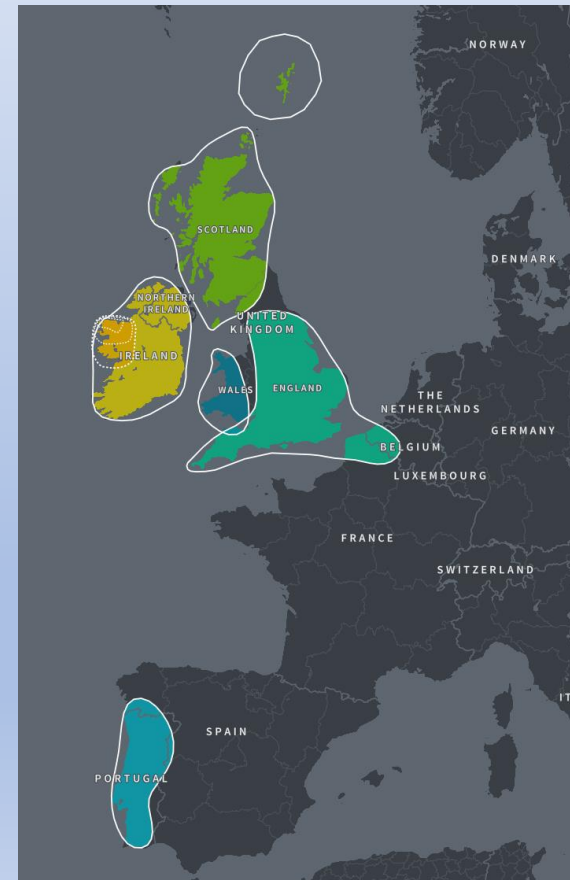 NORWAY
SCOTLAND
DENMARK
NORTHERN
IRELAND
UNITED
KINGDOM
IRELAND
WALES
ENGLAND
THE
NETHERLANDS
GERMANY
BELGIUM
LUXEMBOURG
FRANCE
SWITZERLAND
IT
SPAIN
PORTUGAL